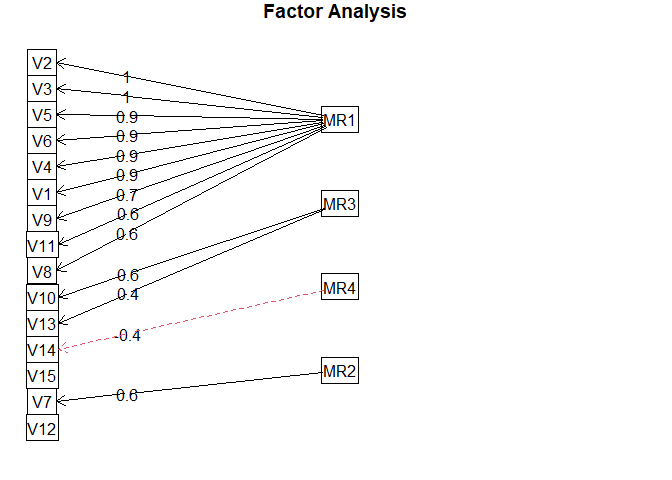 Factor Analysis
V2
V3
V5
V6
V4
V1
V9
V11
V8
V10
V13
V14
V15
V7
V12
1
1
0.9
0.9
0.9
0.9
0.7
0.6
0.6
0.6
0.4
-0.4
0.6
MR1
MR3
MR4
MR2